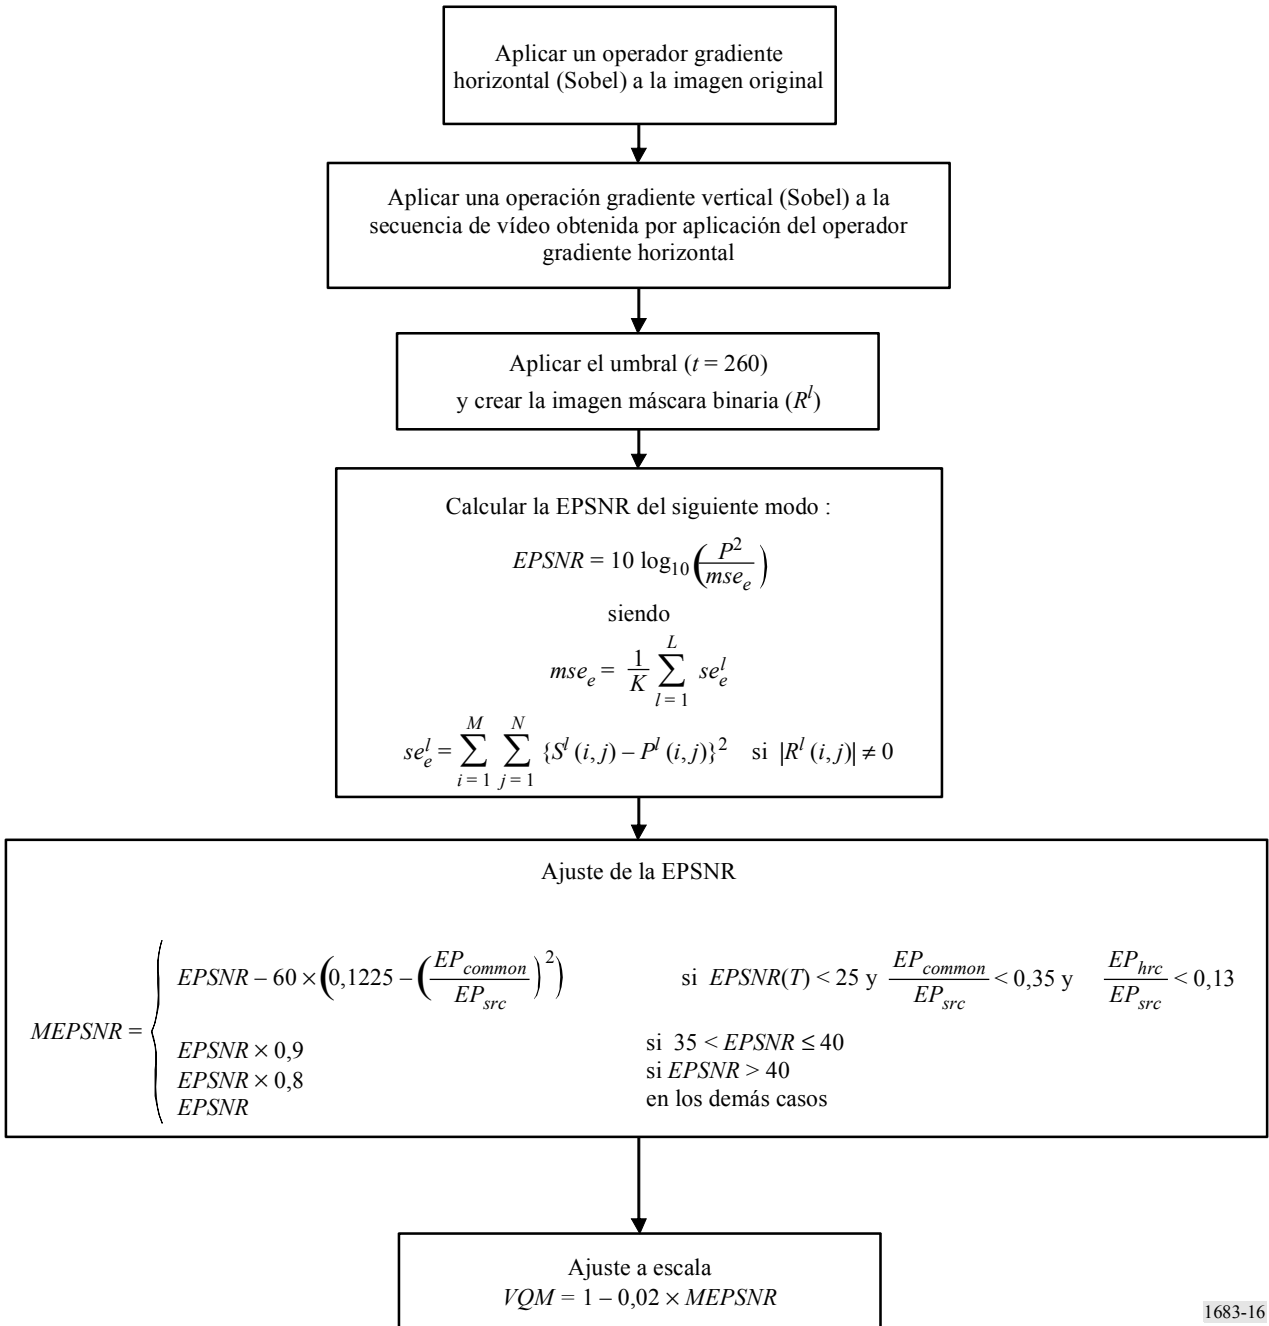 Aplicar un operador gradiente
horizontal (Sobel) a la imagen original
Aplicar una operación gradiente vertical (Sobel) a la
secuencia de vídeo obtenida por aplicación del operador
gradiente horizontal
Aplicar el umbral (t = 260)
y crear la imagen máscara binaria (R^l)
Calcular la EPSNR del siguiente modo :
EPSNR = 10 log_10 (P^2 / mse_e)
siendo
mse_e = 1/K ∑_{l = 1}^{L} se_e^l
se_e^l = ∑_{i = 1}^{M} ∑_{j = 1}^{N} {S^l (i, j) – P^l (i, j)}^2 si |R^l (i, j)| ≠ 0
Ajuste de la EPSNR
MEPSNR = { EPSNR – 60 × (0,1225 – (EP_common / EP_src)^2) si EPSNR(T) < 25 y EP_common / EP_src < 0,35 y EP_hrc / EP_src < 0,13
EPSNR × 0,9 si 35 < EPSNR ≤ 40
EPSNR × 0,8 si EPSNR > 40
EPSNR en los demás casos
Ajuste a escala
VQM = 1 – 0,02 × MEPSNR
1683-16